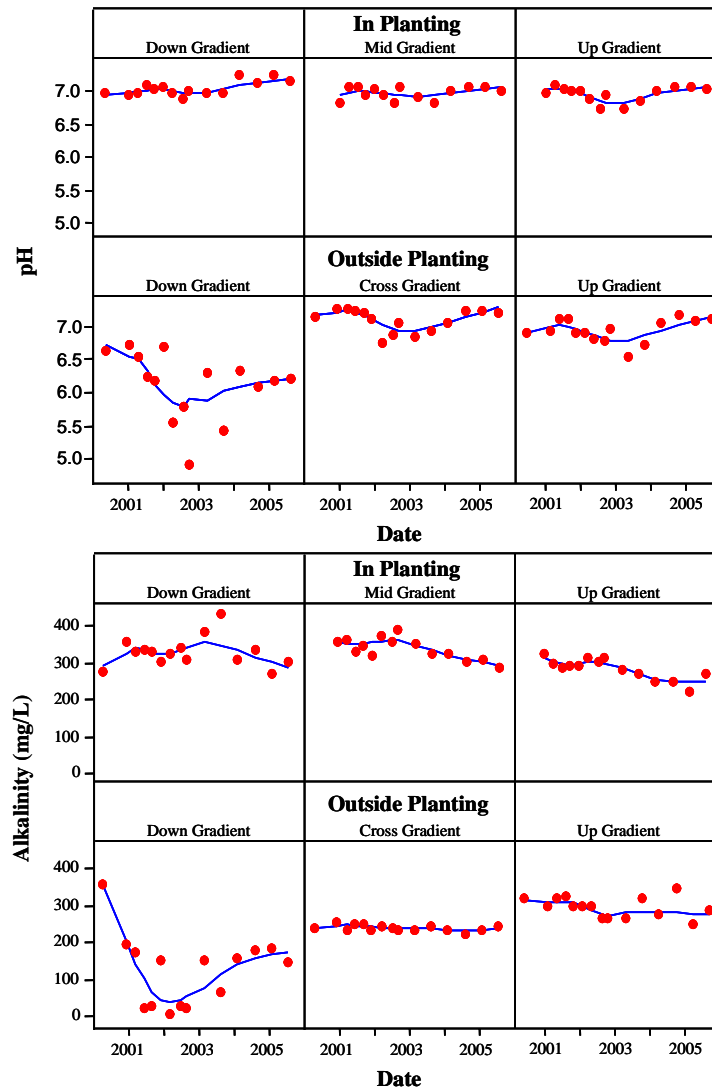 In Planting
Down Gradient Mid Gradient Up Gradient
7.0
6.5
6.0
5.5
5.0
pH
Outside Planting
Down Gradient Cross Gradient Up Gradient
7.0
6.5
6.0
5.5
5.0
2001 2003 2005 2001 2003 2005 2001 2003 2005
Date
In Planting
Down Gradient Mid Gradient Up Gradient
400
300
200
100
0
Alkalinity (mg/L)
Outside Planting
Down Gradient Cross Gradient Up Gradient
400
300
200
100
0
2001 2003 2005 2001 2003 2005 2001 2003 2005
Date